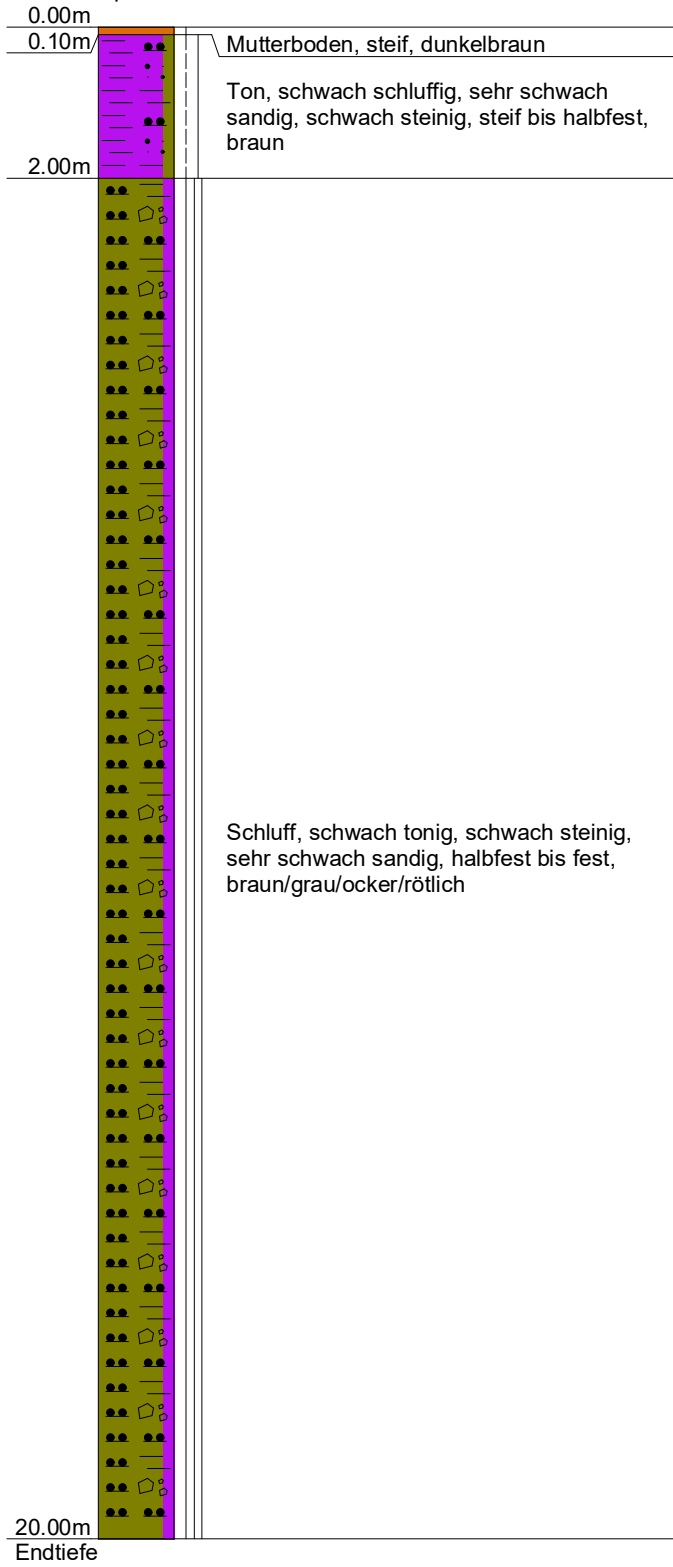 0.00m
0.10m
Mutterboden, steif, dunkelbraun
Ton, schwach schluffig, sehr schwach
sandig, schwach steinig, steif bis halbfest,
braun
2.00m
Schluff, schwach tonig, schwach steinig,
sehr schwach sandig, halbfest bis fest,
braun/grau/ocker/rötlich
20.00m
Endtiefe